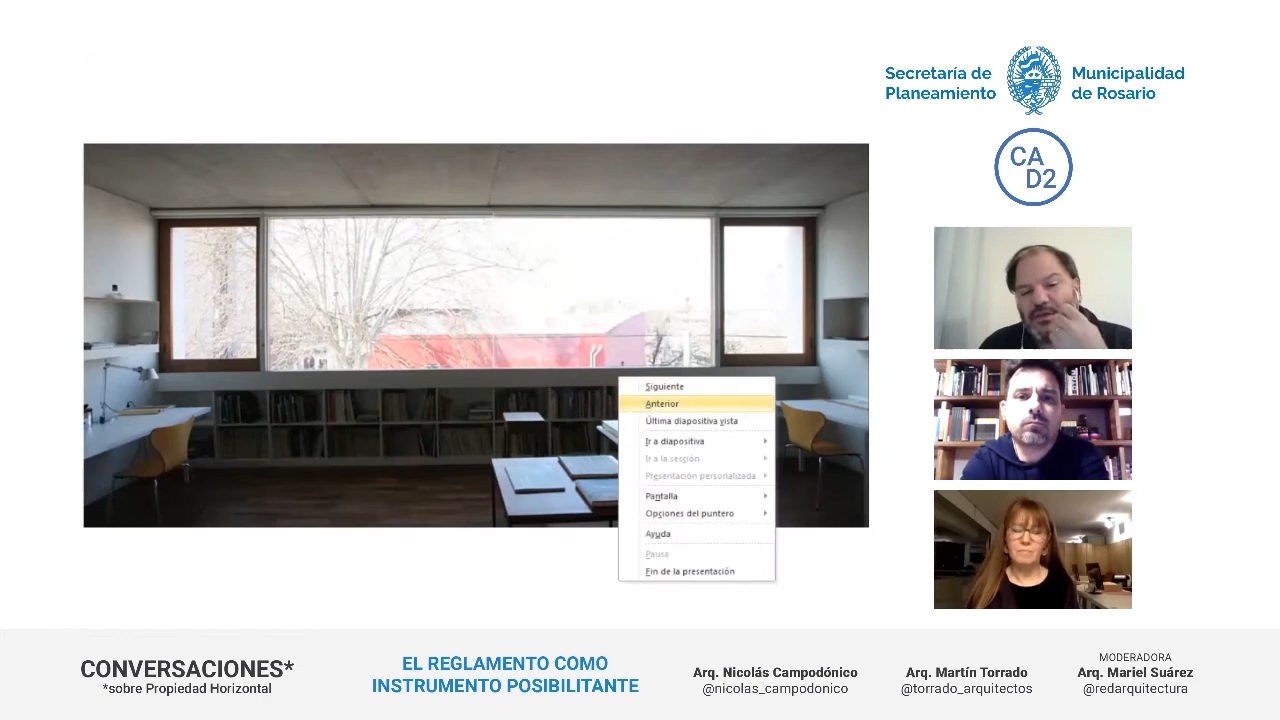 Secretaría de
Planeamiento
Municipalidad
de Rosario
CA
D2
Siguiente
Anterior
Última diapositiva vista
Ir a diapositiva
Ir a la sección
Presentación personalizada
Pantalla
Opciones del puntero
Ayuda
Pausa
Fin de la presentación
CONVERSACIONES*
*sobre Propiedad Horizontal
EL REGLAMENTO COMO
INSTRUMENTO POSIBILITANTE
Arq. Nicolás Campodónico
@nicolas_campodonico
Arq. Martín Torrado
@torrado_arquitectos
MODERADORA
Arq. Mariel Suárez
@redarquitectura